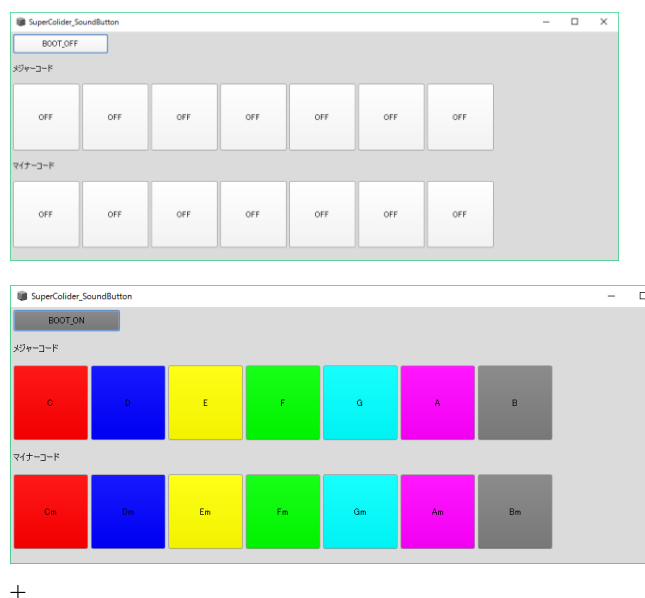 SuperColider_SoundButton
BOOT_OFF
メジャーコード
OFF OFF OFF OFF OFF OFF OFF
マイナーコード
OFF OFF OFF OFF OFF OFF OFF
SuperColider_SoundButton
BOOT_ON
メジャーコード
C D E F G A B
マイナーコード
Cm Dm Em Fm Gm Am Bm
+